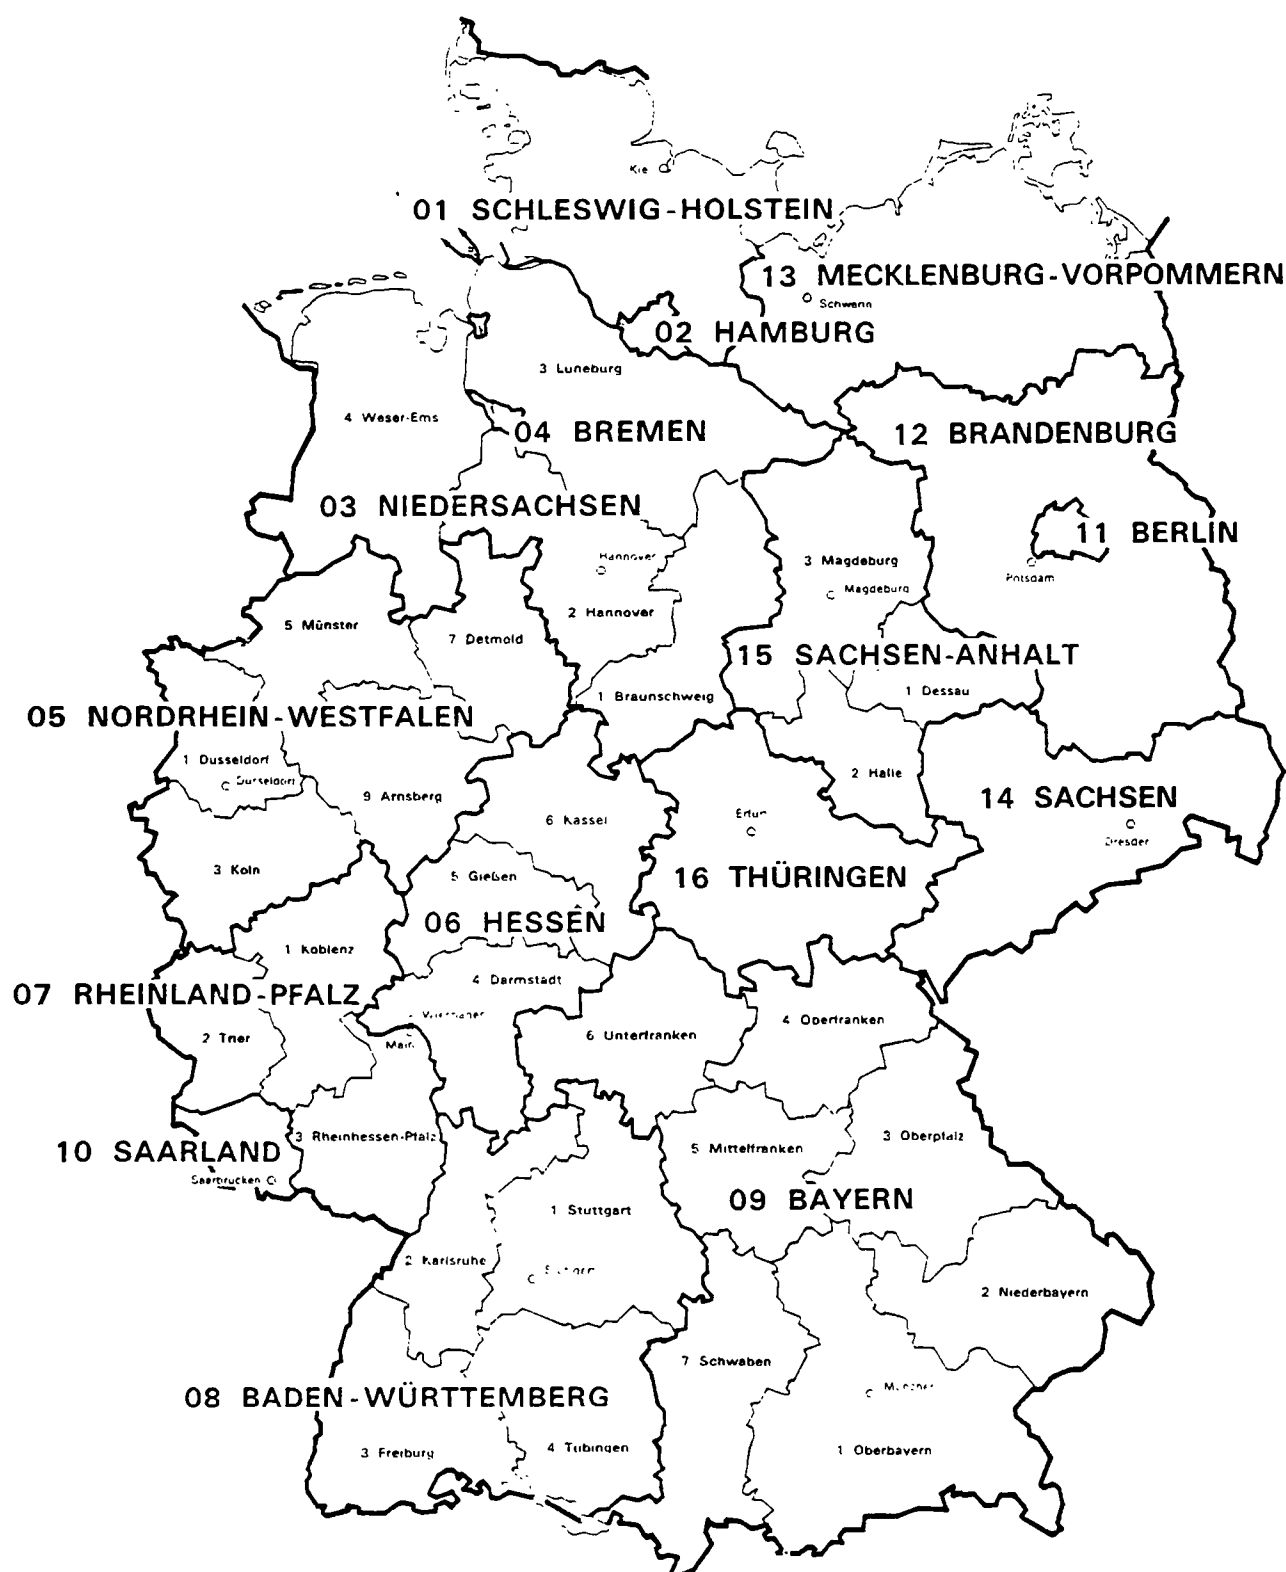 Kie
01 SCHLESWIG-HOLSTEIN
13 MECKLENBURG-VORPOMMERN
02 HAMBURG
3 Luneburg
4 Weser-Ems
04 BREMEN
12 BRANDENBURG
03 NIEDERSACHSEN
11 BERLIN
Hannover
3 Magdeburg
Potsdam
Magdeburg
2 Hannover
5 Münster
7 Detmold
15 SACHSEN-ANHALT
1 Braunschweig
1 Dessau
05 NORDRHEIN-WESTFALEN
1 Dusseldorf
2 Halle
Dusseldorf
9 Arnsberg
14 SACHSEN
6 Kassel
Erfurt
3 Koln
5 Gießen
16 THÜRINGEN
06 HESSEN
1 Koblenz
4 Darmstadt
07 RHEINLAND-PFALZ
4 Oberfranken
2 Trier
6 Unterfranken
3 Rheinhessen-Pfalz
3 Oberpfalz
10 SAARLAND
5 Mittelfranken
Saarbrucken
09 BAYERN
1 Stuttgart
2 Karlsruhe
2 Niederbayern
7 Schwaben
08 BADEN-WÜRTTEMBERG
3 Freiburg
4 Tübingen
1 Oberbayern